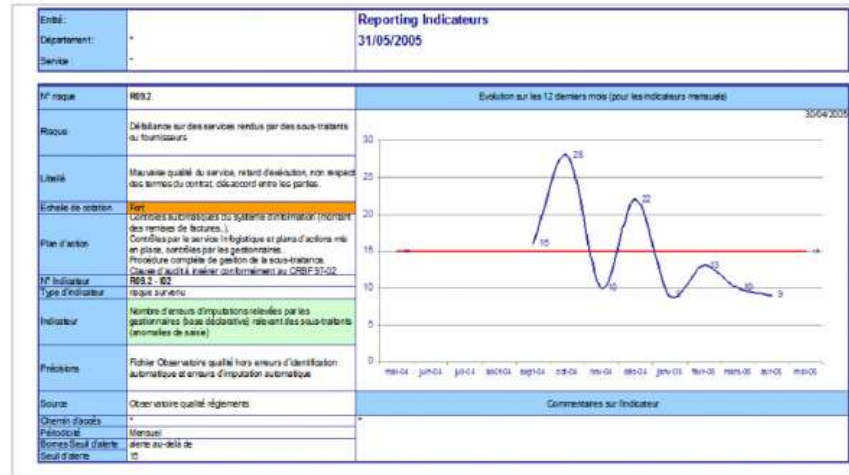 Entité :
Reporting Indicateurs
Département :
*
31/05/2005
Service :
*
N° risque
R09.2
Evolution sur les 12 derniers mois (pour les indicateurs mensuels)
Risque
Défaillance sur des services rendus par des sous-traitants
ou fournisseurs
30/04/2005
Libellé
Mauvaise qualité du service, retard d'exécution, non respect
des termes du contrat, désaccord entre les parties.
Echelle de cotation
Fort
Plan d'action
Contrôles automatiques du système d'information (montant
des remises de factures..).
Contrôles par le service logistique et plans d'actions mis
en place, contrôles par les gestionnaires.
Procédure complète de gestion de la sous-traitance.
Clause d'audit à insérer conformément au CRBF 97-02
N° Indicateur
R09.2 - I02
Type d'indicateur
risque survenu
Indicateur
Nombre d'erreurs d'imputations relevées par les
gestionnaires (base déclarative) relevant des sous-traitants
(anomalies de saisie)
Précisions
Fichier Observatoire qualité hors erreurs d'identification
automatique et erreurs d'imputation automatique
30
25
20
15
10
5
0
28
22
13
9
mai-04 juin-04 juil-04 août-04 sept-04 oct-04 nov-04 déc-04 janv-05 févr-05 mars-05 avr-05 mai-05
Source
Observatoire qualité règlements
Commentaires sur l'indicateur
Chemin d'accès
*
*
Périodicité
Mensuel
Bornes Seuil d'alerte
alerte au-delà de
Seuil d'alerte
15